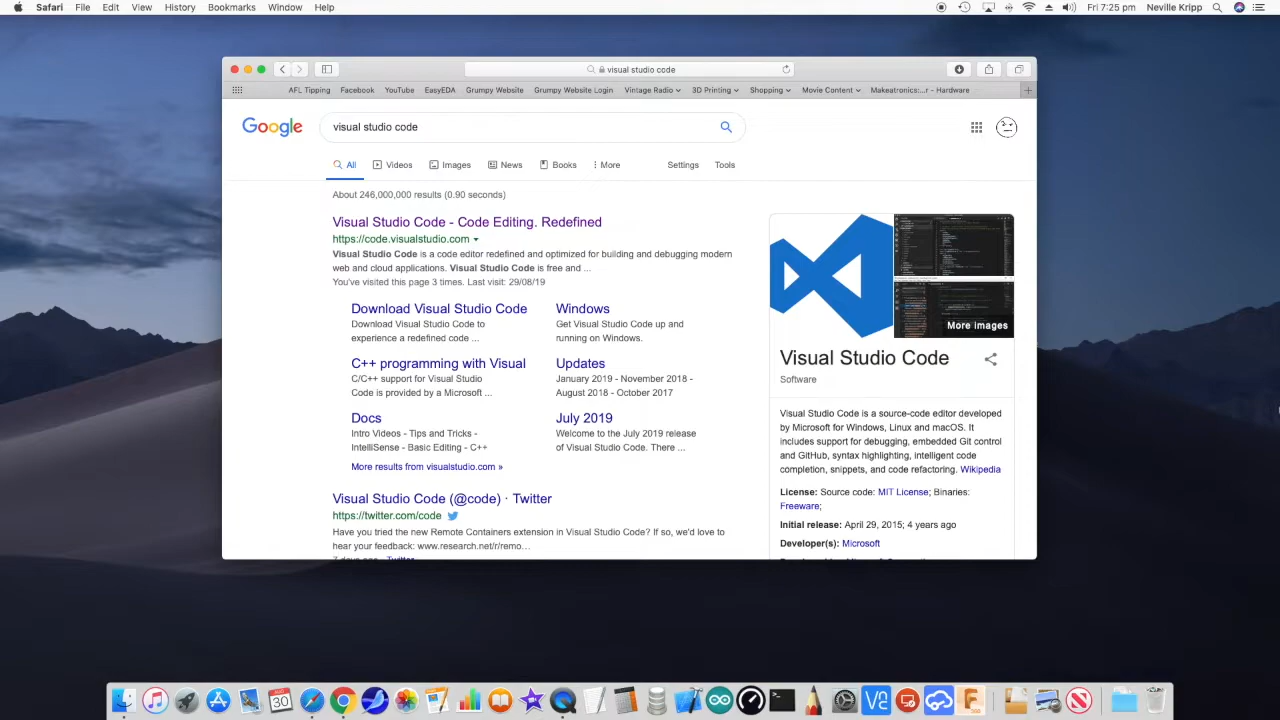 Safari File Edit View History Bookmarks Window Help Fri 7:25 pm Neville Kripp
visual studio code
AFL Tipping Facebook YouTube EasyEDA Grumpy Website Grumpy Website Login Vintage Radio 3D Printing Shopping Movie Content Makeatronics:...r - Hardware
Google visual studio code
All Videos Images News Books More Settings Tools
About 246,000,000 results (0.90 seconds)
Visual Studio Code - Code Editing. Redefined
https://code.visualstudio.com
Visual Studio Code is a code editor redefined and optimized for building and debugging modern
web and cloud applications. Visual Studio Code is free and ...
You've visited this page 3 times. Last visit: 29/08/19
Download Visual Studio Code
Download Visual Studio Code to
experience a redefined code ...
Windows
Get Visual Studio Code up and
running on Windows.
C++ programming with Visual
C/C++ support for Visual Studio
Code is provided by a Microsoft ...
Updates
January 2019 - November 2018 -
August 2018 - October 2017
Docs
Intro Videos - Tips and Tricks -
IntelliSense - Basic Editing - C++
July 2019
Welcome to the July 2019 release
of Visual Studio Code. There ...
More results from visualstudio.com »
Visual Studio Code (@code) · Twitter
https://twitter.com/code
Have you tried the new Remote Containers extension in Visual Studio Code? If so, we'd love to
hear your feedback: www.research.net/r/remo...
7 days ago · Twitter
More images
Visual Studio Code
Software
Visual Studio Code is a source-code editor developed
by Microsoft for Windows, Linux and macOS. It
includes support for debugging, embedded Git control
and GitHub, syntax highlighting, intelligent code
completion, snippets, and code refactoring. Wikipedia
License: Source code: MIT License; Binaries:
Freeware;
Initial release: April 29, 2015; 4 years ago
Developer(s): Microsoft
AUG
30